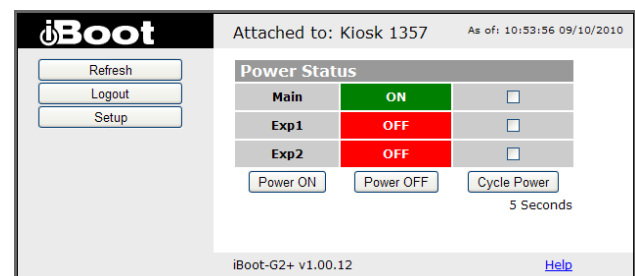 iBoot
Attached to: Kiosk 1357
As of: 10:53:56 09/10/2010
Refresh
Logout
Setup
Power Status
Main ON
Exp1 OFF
Exp2 OFF
Power ON Power OFF Cycle Power
5 Seconds
iBoot-G2+ v1.00.12 Help